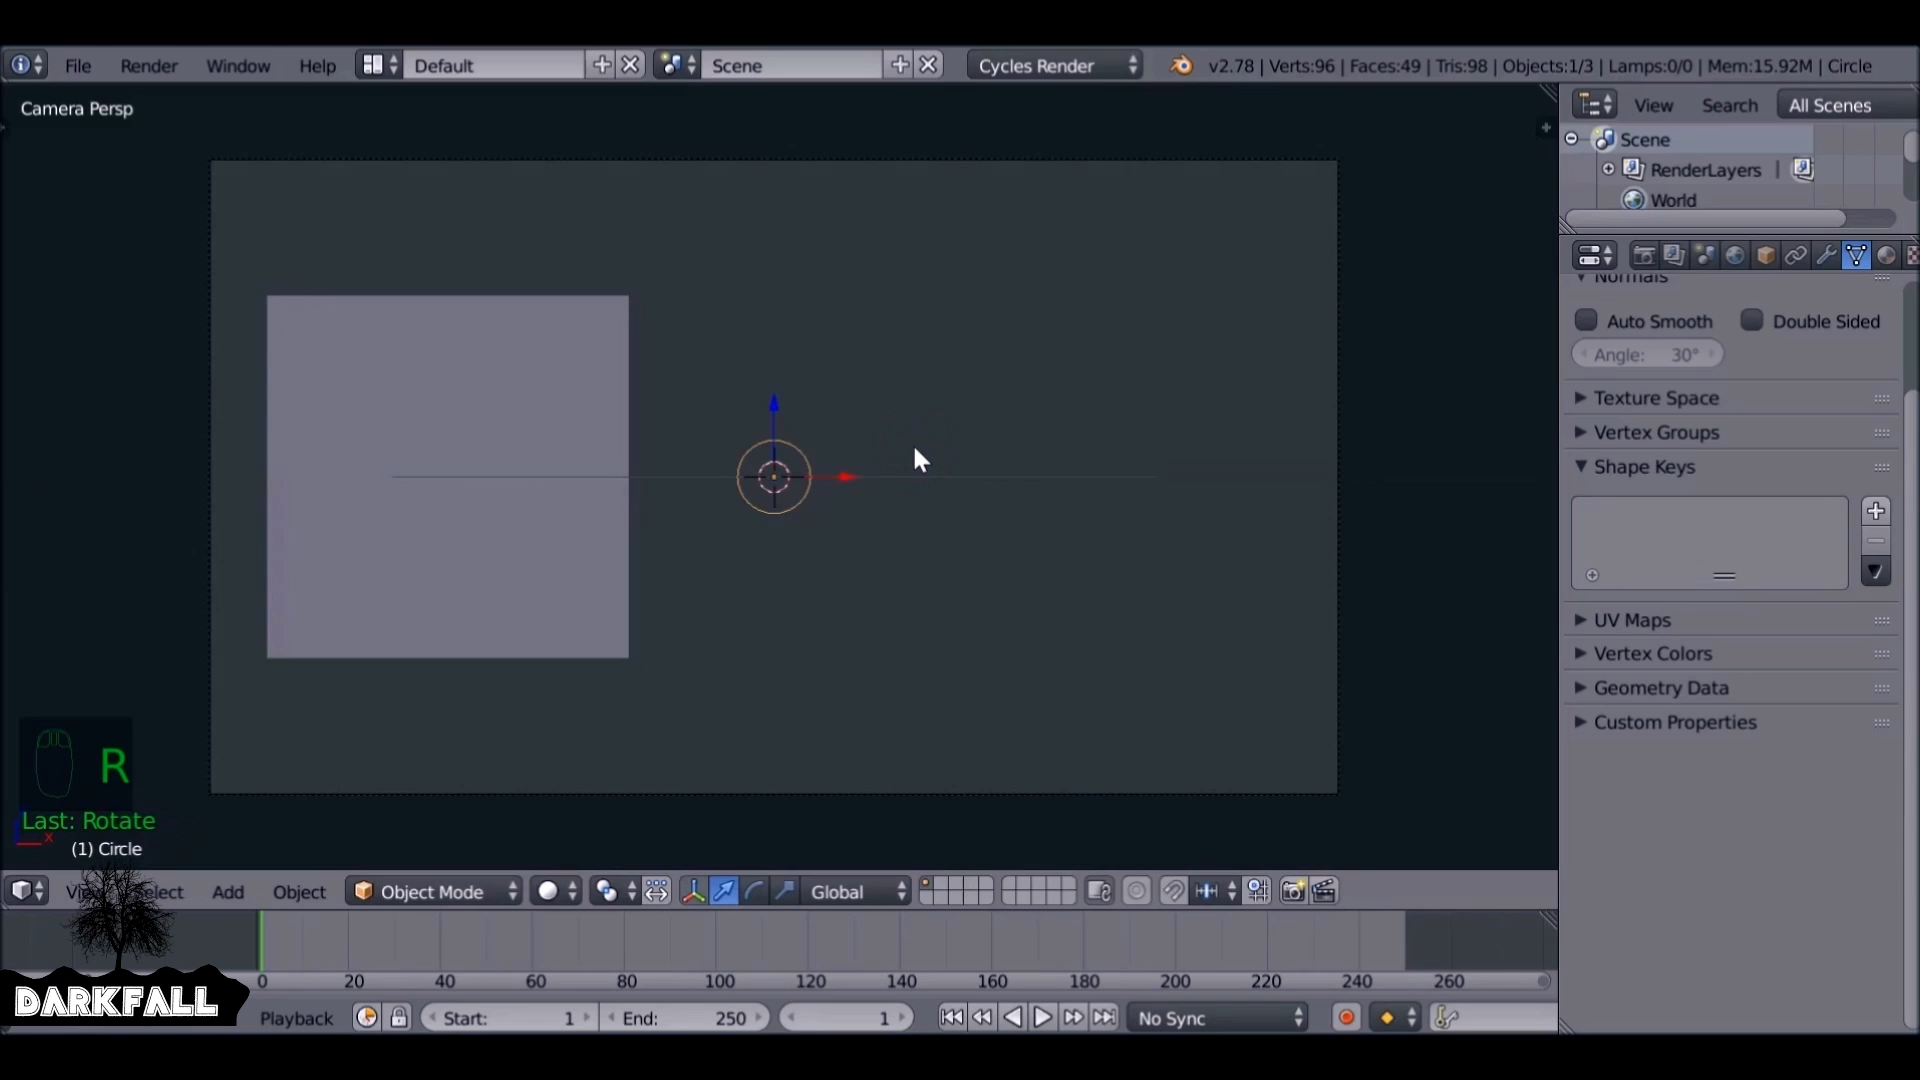 File Render Window Help Default Scene Cycles Render v2.78 | Verts:96 | Faces:49 | Tris:98 | Objects:1/3 | Lamps:0/0 | Mem:15.92M | Circle
Camera Persp
View Search All Scenes
Scene
RenderLayers
World
Normals
Auto Smooth Double Sided
Angle: 30°
Texture Space
Vertex Groups
Shape Keys
UV Maps
Vertex Colors
Geometry Data
Custom Properties
R
Last: Rotate
x
(1) Circle
Add Object Object Mode Global
0 20 40 60 80 100 120 140 160 180 200 220 240 260
DARKFALL
Playback Start: 1 End: 250 1 No Sync